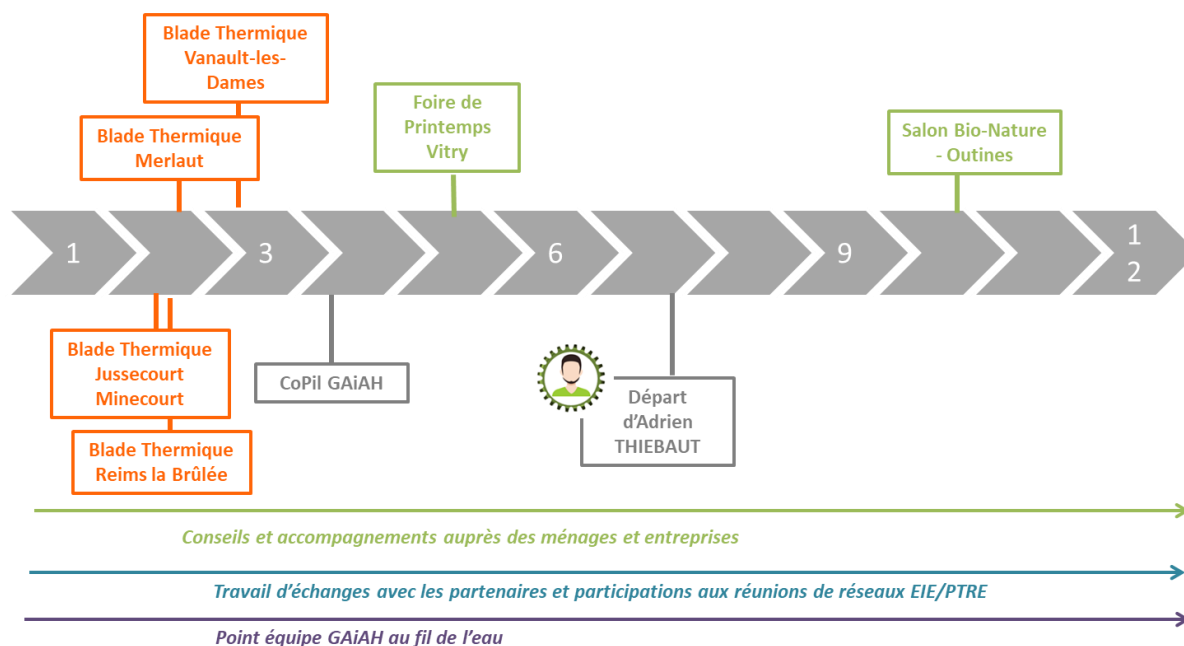 Blade Thermique
Vanault-les-
Dames
Blade Thermique
Merlaut
Foire de
Printemps
Vitry
Salon Bio-Nature
- Outines
1
3
6
9
1
2
Blade Thermique
Jussecourt
Minecourt
Blade Thermique
Reims la Brûlée
CoPil GAiAH
Départ
d’Adrien
THIEBAUT
Conseils et accompagnements auprès des ménages et entreprises
Travail d’échanges avec les partenaires et participations aux réunions de réseaux EIE/PTRE
Point équipe GAiAH au fil de l’eau